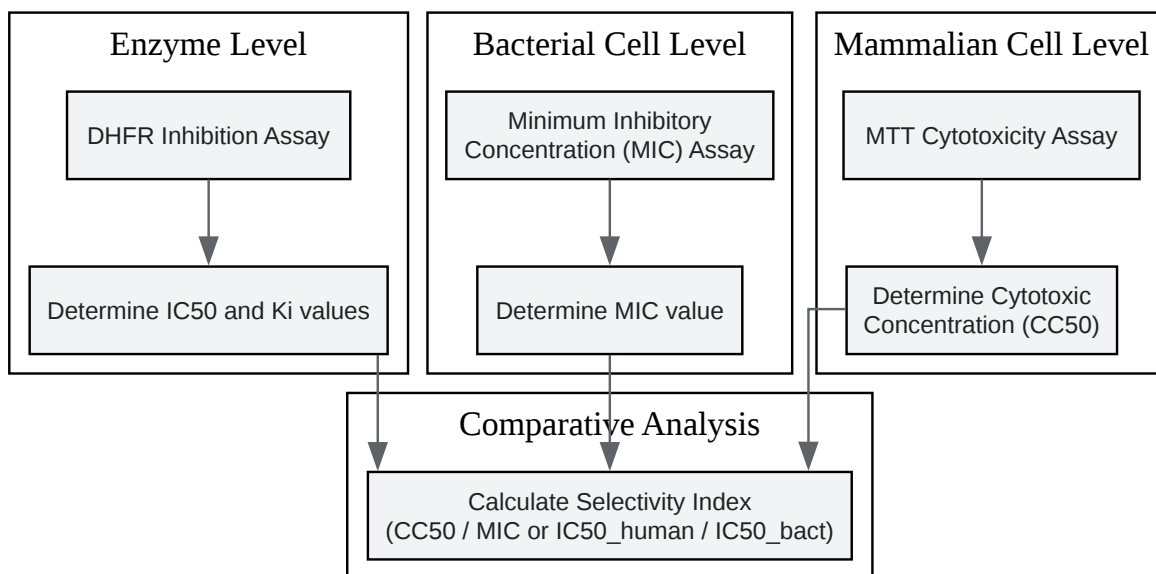 Enzyme Level
DHFR Inhibition Assay
Determine IC50 and Ki values
Bacterial Cell Level
Minimum Inhibitory
Concentration (MIC) Assay
Determine MIC value
Mammalian Cell Level
MTT Cytotoxicity Assay
Determine Cytotoxic
Concentration (CC50)
Comparative Analysis
Calculate Selectivity Index
(CC50 / MIC or IC50_human / IC50_bact)